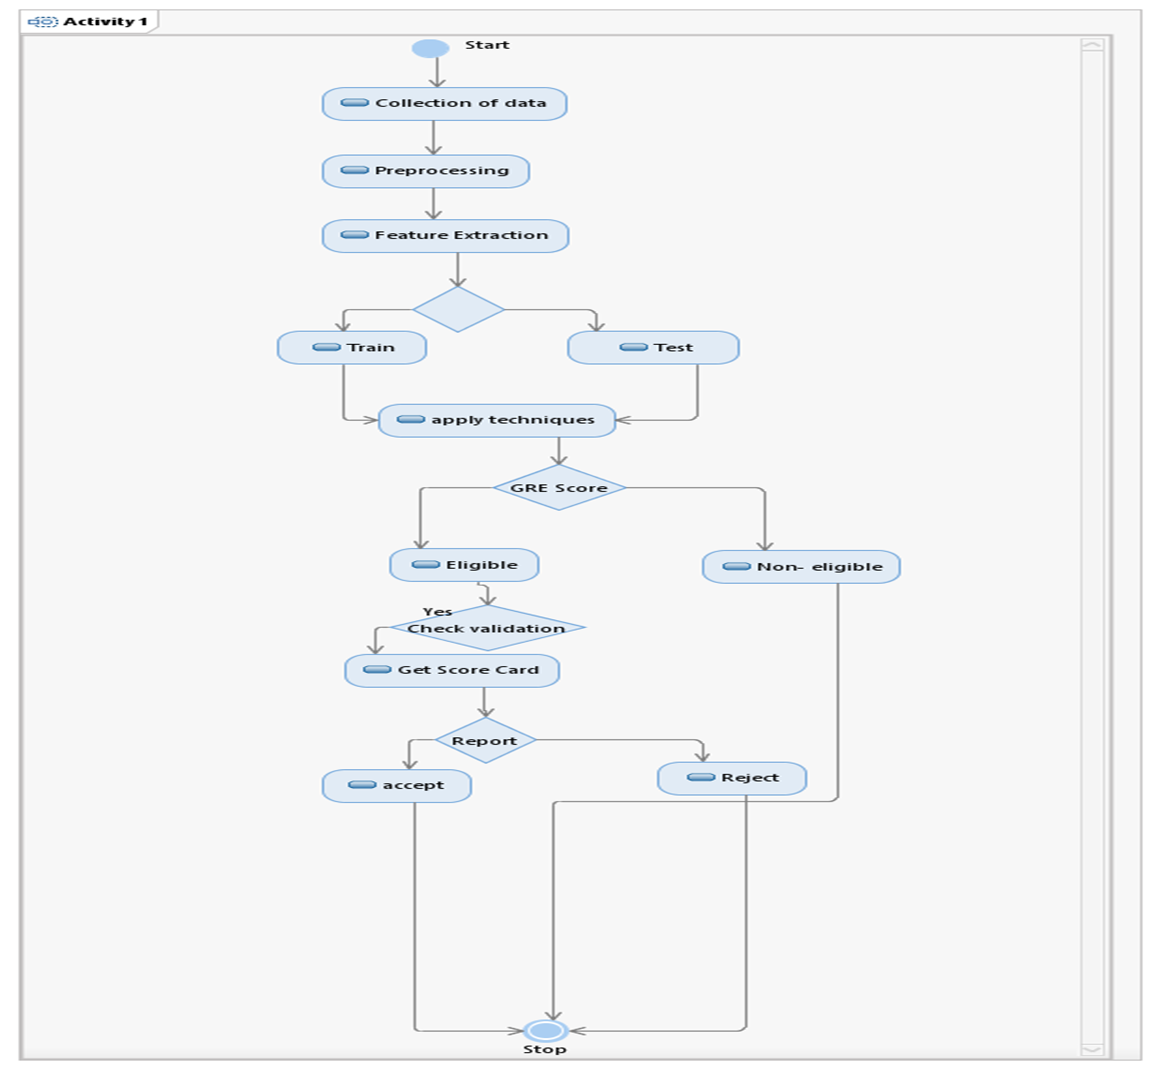 Activity 1
Start
Collection of data
Preprocessing
Feature Extraction
Train
Test
apply techniques
GRE Score
Eligible
Non- eligible
Yes
Check validation
Get Score Card
Report
accept
Reject
Stop